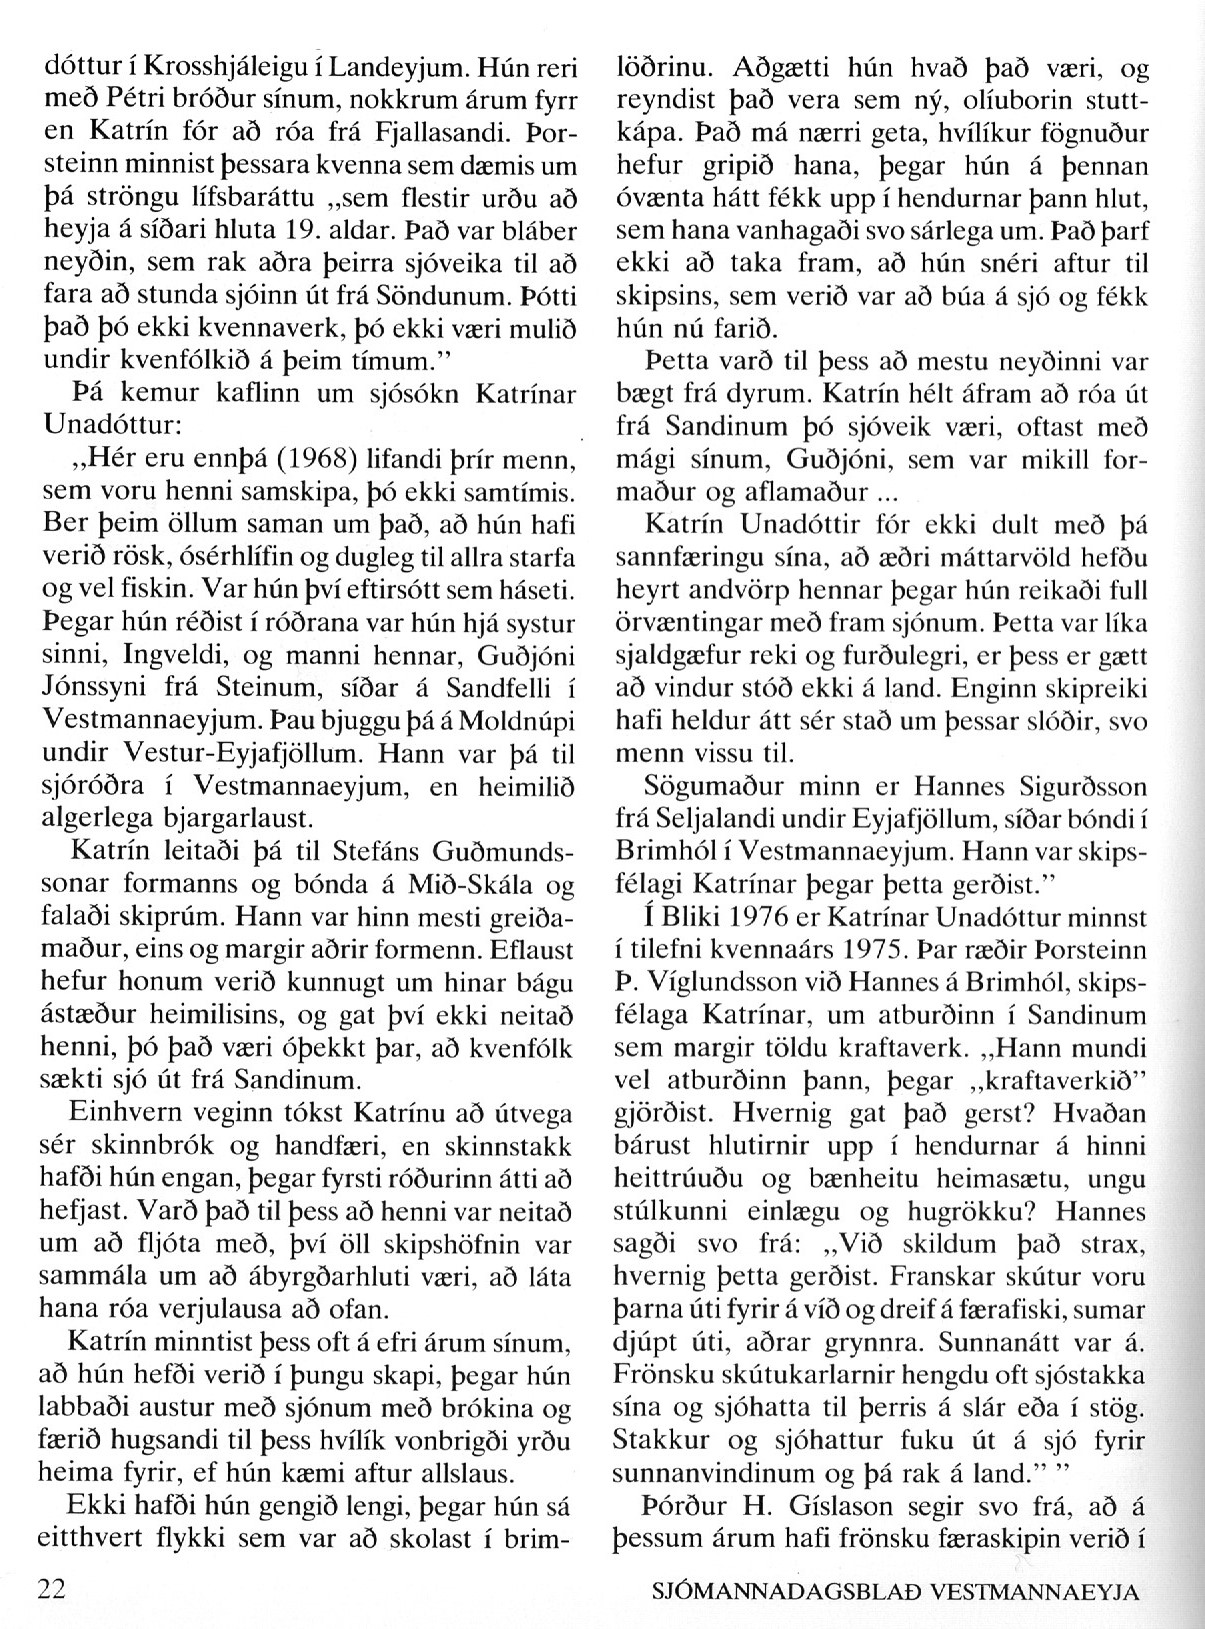 dóttur í Krosshjáleigu í Landeyjum. Hún reri
með Pétri bróður sínum, nokkrum árum fyrr
en Katrín fór að róa frá Fjallasandi. Þor-
steinn minnist þessara kvenna sem dæmis um
þá ströngu lífsbaráttu „sem flestir urðu að
heyja á síðari hluta 19. aldar. Það var bláber
neyðin, sem rak aðra þeirra sjóveika til að
fara að stunda sjóinn út frá Söndunum. Þótti
það þó ekki kvennaverk, þó ekki væri mulið
undir kvenfólkið á þeim tímum.”
Þá kemur kaflinn um sjósókn Katrínar
Unadóttur:
„Hér eru ennþá (1968) lifandi þrír menn,
sem voru henni samskipa, þó ekki samtímis.
Ber þeim öllum saman um það, að hún hafi
verið rösk, ósérhlífin og dugleg til allra starfa
og vel fiskin. Var hún því eftirsótt sem háseti.
Þegar hún réðist í róðrana var hún hjá systur
sinni, Ingveldi, og manni hennar, Guðjóni
Jónssyni frá Steinum, síðar á Sandfelli í
Vestmannaeyjum. Þau bjuggu þá á Moldnúpi
undir Vestur-Eyjafjöllum. Hann var þá til
sjóróðra í Vestmannaeyjum, en heimilið
algerlega bjargarlaust.
Katrín leitaði þá til Stefáns Guðmunds-
sonar formanns og bónda á Mið-Skála og
falaði skiprúm. Hann var hinn mesti greiða-
maður, eins og margir aðrir formenn. Eflaust
hefur honum verið kunnugt um hinar bágu
ástæður heimilisins, og gat því ekki neitað
henni, þó það væri óþekkt þar, að kvenfólk
sækti sjó út frá Sandinum.
Einhvern veginn tókst Katrínu að útvega
sér skinnbrók og handfæri, en skinnstakk
hafði hún engan, þegar fyrsti róðurinn átti að
hefjast. Varð það til þess að henni var neitað
um að fljóta með, því öll skipshöfnin var
sammála um að ábyrgðarhluti væri, að láta
hana róa verjulausa að ofan.
Katrín minntist þess oft á efri árum sínum,
að hún hefði verið í þungu skapi, þegar hún
labbaði austur með sjónum með brókina og
færið hugsandi til þess hvílík vonbrigði yrðu
heima fyrir, ef hún kæmi aftur allslaus.
Ekki hafði hún gengið lengi, þegar hún sá
eitthvert flykki sem var að skolast í brim-
löðrinu. Aðgætti hún hvað það væri, og
reyndist það vera sem ný, olíuborin stutt-
kápa. Það má nærri geta, hvílíkur fögnuður
hefur gripið hana, þegar hún á þennan
óvænta hátt fékk upp í hendurnar þann hlut,
sem hana vanhagaði svo sárlega um. Það þarf
ekki að taka fram, að hún snéri aftur til
skipsins, sem verið var að búa á sjó og fékk
hún nú farið.
Þetta varð til þess að mestu neyðinni var
bægt frá dyrum. Katrín hélt áfram að róa út
frá Sandinum þó sjóveik væri, oftast með
mági sínum, Guðjóni, sem var mikill for-
maður og aflamaður ...
Katrín Unadóttir fór ekki dult með þá
sannfæringu sína, að æðri máttarvöld hefðu
heyrt andvörp hennar þegar hún reikaði full
örvæntingar með fram sjónum. Þetta var líka
sjaldgæfur reki og furðulegri, er þess er gætt
að vindur stóð ekki á land. Enginn skipreiki
hafi heldur átt sér stað um þessar slóðir, svo
menn vissu til.
Sögumaður minn er Hannes Sigurðsson
frá Seljalandi undir Eyjafjöllum, síðar bóndi í
Brimhól í Vestmannaeyjum. Hann var skips-
félagi Katrínar þegar þetta gerðist.”
Í Bliki 1976 er Katrínar Unadóttur minnst
í tilefni kvennaárs 1975. Þar ræðir Þorsteinn
Þ. Víglundsson við Hannes á Brimhól, skips-
félaga Katrínar, um atburðinn í Sandinum
sem margir töldu kraftaverk. „Hann mundi
vel atburðinn þann, þegar „kraftaverkið”
gjörðist. Hvernig gat það gerst? Hvaðan
bárust hlutirnir upp í hendurnar á hinni
heittrúuðu og bænheitu heimasætu, ungu
stúlkunni einlægu og hugrökku? Hannes
sagði svo frá: „Við skildum það strax,
hvernig þetta gerðist. Franskar skútur voru
þarna úti fyrir á víð og dreif á færafiski, sumar
djúpt úti, aðrar grynnra. Sunnanátt var á.
Frönsku skútukarlarnir hengdu oft sjóstakka
sína og sjóhatta til þerris á slár eða í stög.
Stakkur og sjóhattur fuku út á sjó fyrir
sunnanvindinum og þá rak á land.” ”
Þórður H. Gíslason segir svo frá, að á
þessum árum hafi frönsku færaskipin verið í
22
SJÓMANNADAGSBLAÐ VESTMANNAEYJA